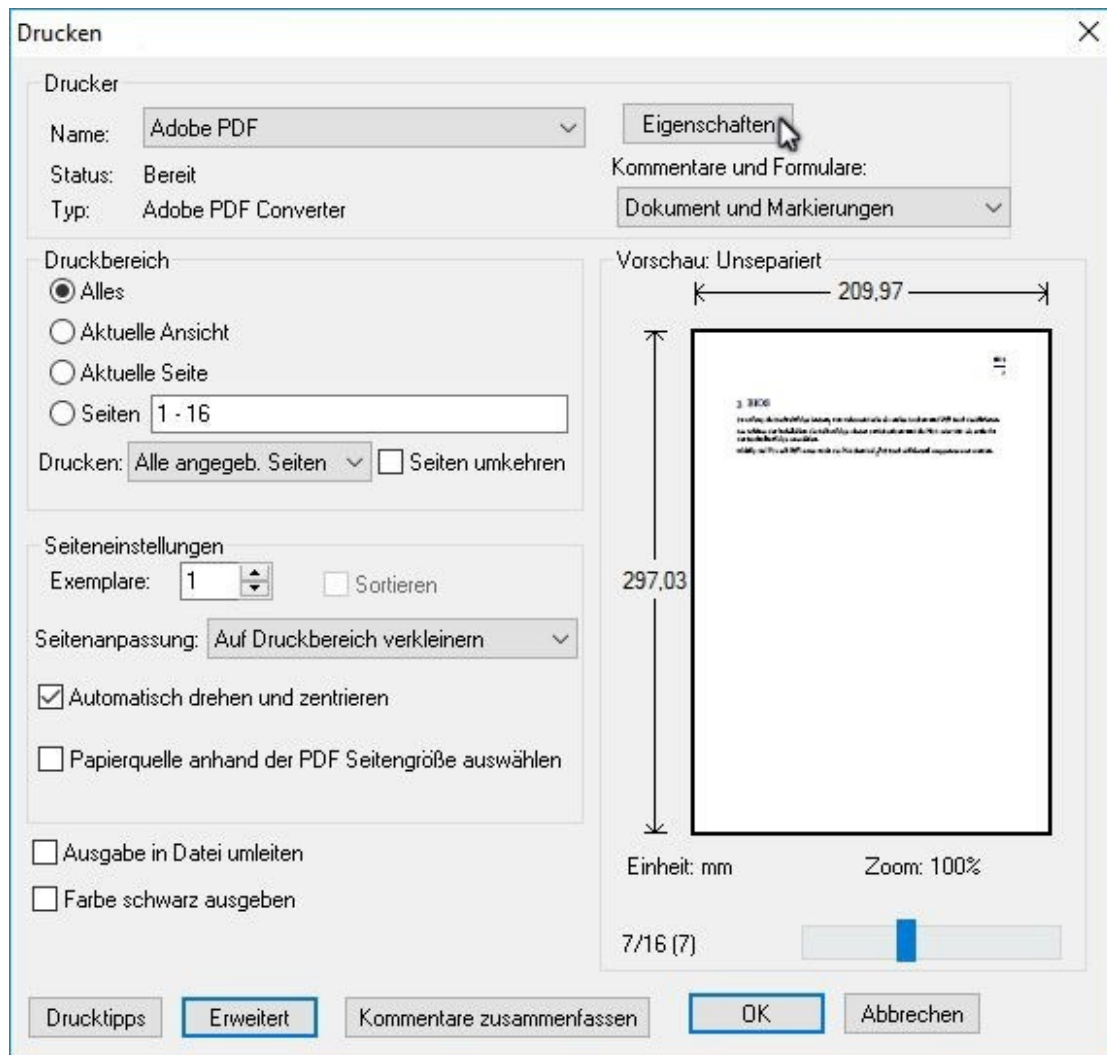 Drucken
Drucker
Name: Adobe PDF
Eigenschaften
Status: Bereit
Kommentare und Formulare:
Typ: Adobe PDF Converter
Dokument und Markierungen
Druckbereich
Alles
Aktuelle Ansicht
Aktuelle Seite
Seiten 1 - 16
Drucken: Alle angegeb. Seiten Seiten umkehren
Seiteneinstellungen
Exemplare: 1 Sortieren
Seitenanpassung: Auf Druckbereich verkleinern
Automatisch drehen und zentrieren
Papierquelle anhand der PDF Seitengröße auswählen
Ausgabe in Datei umleiten
Farbe schwarz ausgeben
Vorschau: Unsepariert
209,97
297,03
Einheit: mm Zoom: 100%
7/16 (7)
Drucktipps Erweitert Kommentare zusammenfassen OK Abbrechen